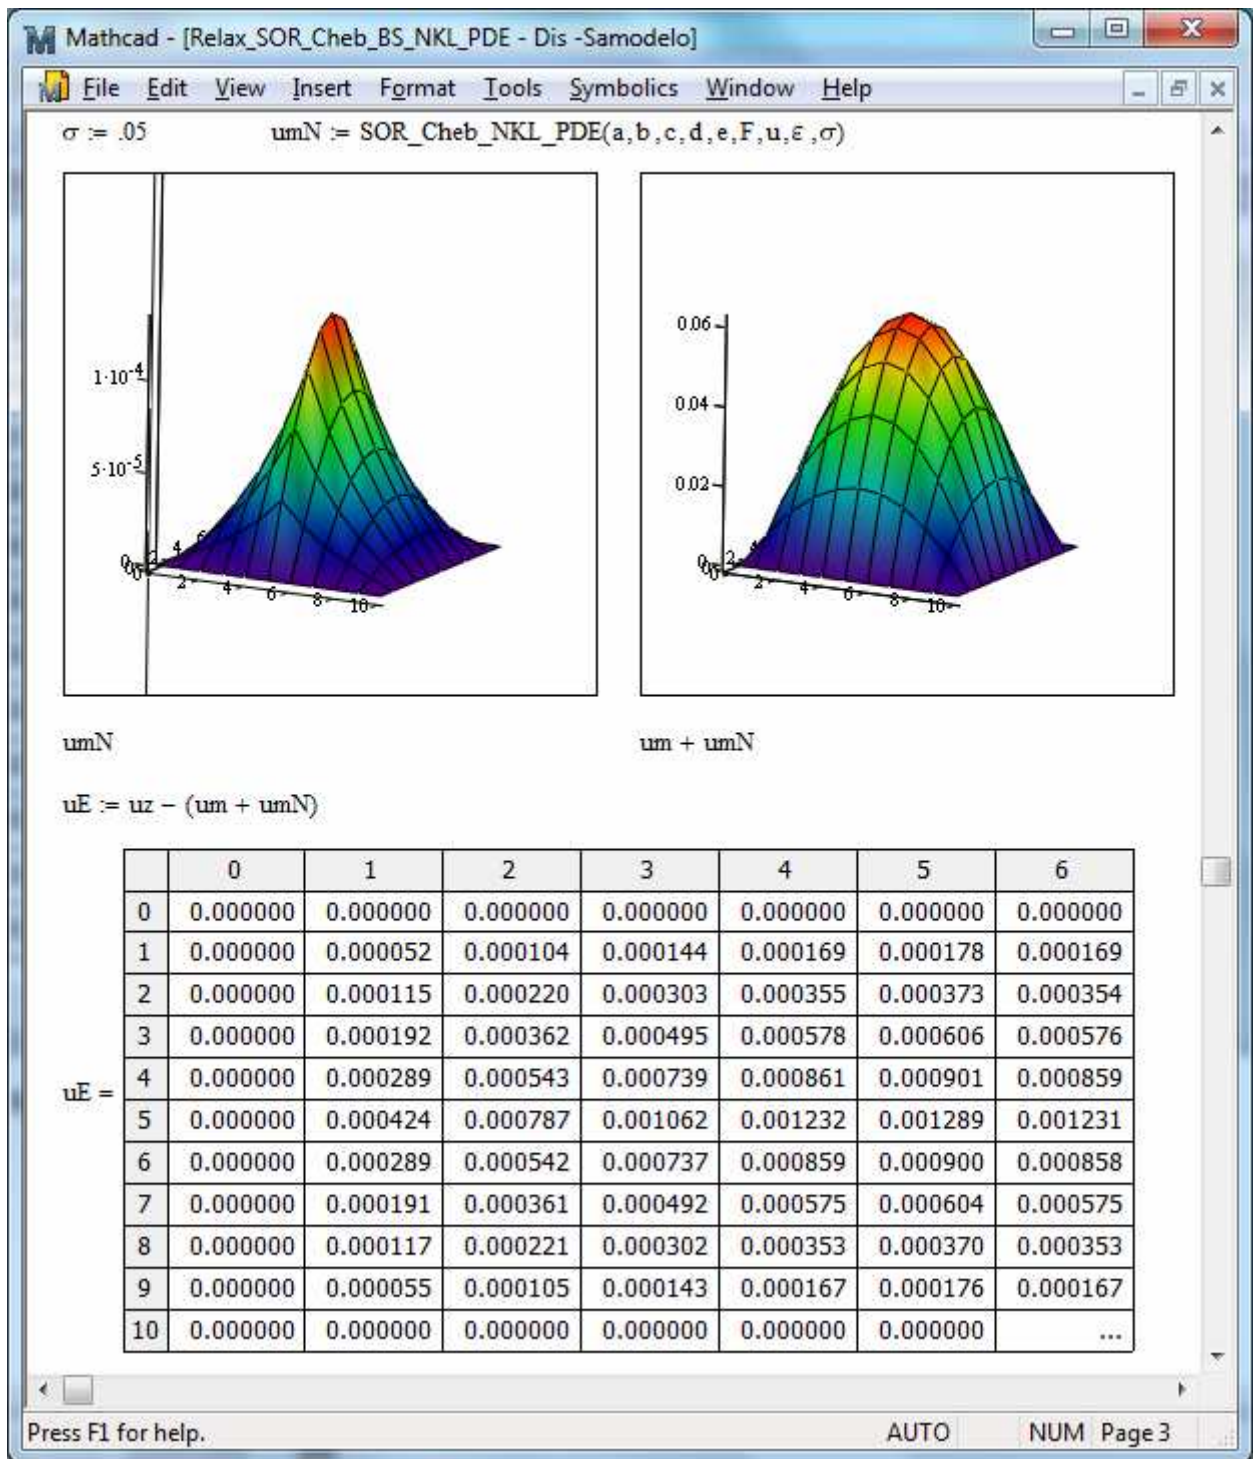 Mathcad - [Relax_SOR_Cheb_BS_NKL_PDE - Dis -Samodelo]
File Edit View Insert Format Tools Symbolics Window Help
σ := .05 umN := SOR_Cheb_NKL_PDE(a,b,c,d,e,F,u,ε,σ)
1·10⁻⁴
5·10⁻⁵
0
2 4 6
2 4 6 8 10
0.06
0.04
0.02
0
2 4 6 8 10
umN um + umN
uE := uz − (um + umN)
0 1 2 3 4 5 6
0 0.000000 0.000000 0.000000 0.000000 0.000000 0.000000 0.000000
1 0.000000 0.000052 0.000104 0.000144 0.000169 0.000178 0.000169
2 0.000000 0.000115 0.000220 0.000303 0.000355 0.000373 0.000354
3 0.000000 0.000192 0.000362 0.000495 0.000578 0.000606 0.000576
uE = 4 0.000000 0.000289 0.000543 0.000739 0.000861 0.000901 0.000859
5 0.000000 0.000424 0.000787 0.001062 0.001232 0.001289 0.001231
6 0.000000 0.000289 0.000542 0.000737 0.000859 0.000900 0.000858
7 0.000000 0.000191 0.000361 0.000492 0.000575 0.000604 0.000575
8 0.000000 0.000117 0.000221 0.000302 0.000353 0.000370 0.000353
9 0.000000 0.000055 0.000105 0.000143 0.000167 0.000176 0.000167
10 0.000000 0.000000 0.000000 0.000000 0.000000 0.000000 ...
Press F1 for help. AUTO NUM Page 3